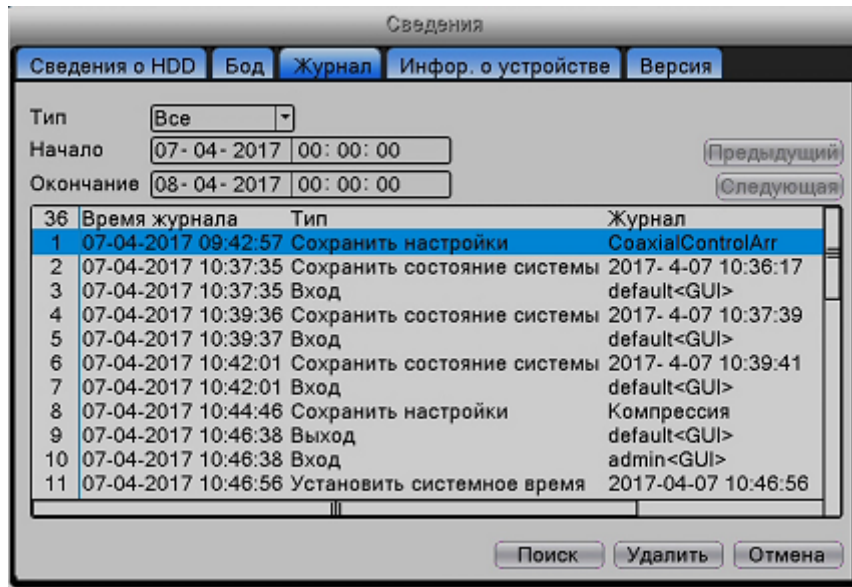 Сведения
Сведения о HDD Бод Журнал Инфор. о устройстве Версия
Тип Все
Начало 07- 04- 2017 00: 00: 00 Предыдущий
Окончание 08- 04- 2017 00: 00: 00 Следующая
36 Время журнала Тип Журнал
1 07-04-2017 09:42:57 Сохранить настройки CoaxialControlArr
2 07-04-2017 10:37:35 Сохранить состояние системы 2017- 4-07 10:36:17
3 07-04-2017 10:37:35 Вход default<GUI>
4 07-04-2017 10:39:36 Сохранить состояние системы 2017- 4-07 10:37:39
5 07-04-2017 10:39:37 Вход default<GUI>
6 07-04-2017 10:42:01 Сохранить состояние системы 2017- 4-07 10:39:41
7 07-04-2017 10:42:01 Вход default<GUI>
8 07-04-2017 10:44:46 Сохранить настройки Компрессия
9 07-04-2017 10:46:38 Выход default<GUI>
10 07-04-2017 10:46:38 Вход admin<GUI>
11 07-04-2017 10:46:56 Установить системное время 2017-04-07 10:46:56
Поиск Удалить Отмена